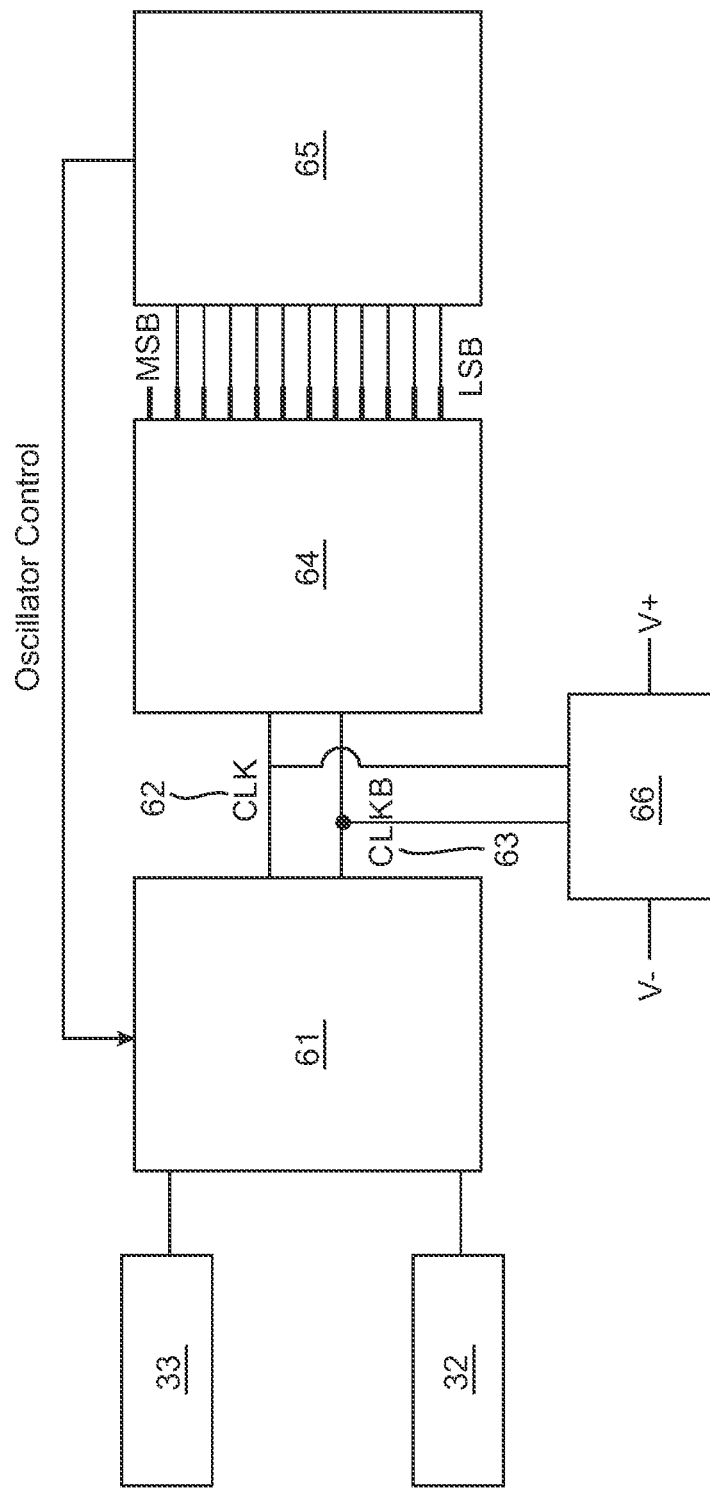 Oscillator Control
33
32
61
62
CLK
CLKB
63
64
MSB
LSB
65
V-
66
V+